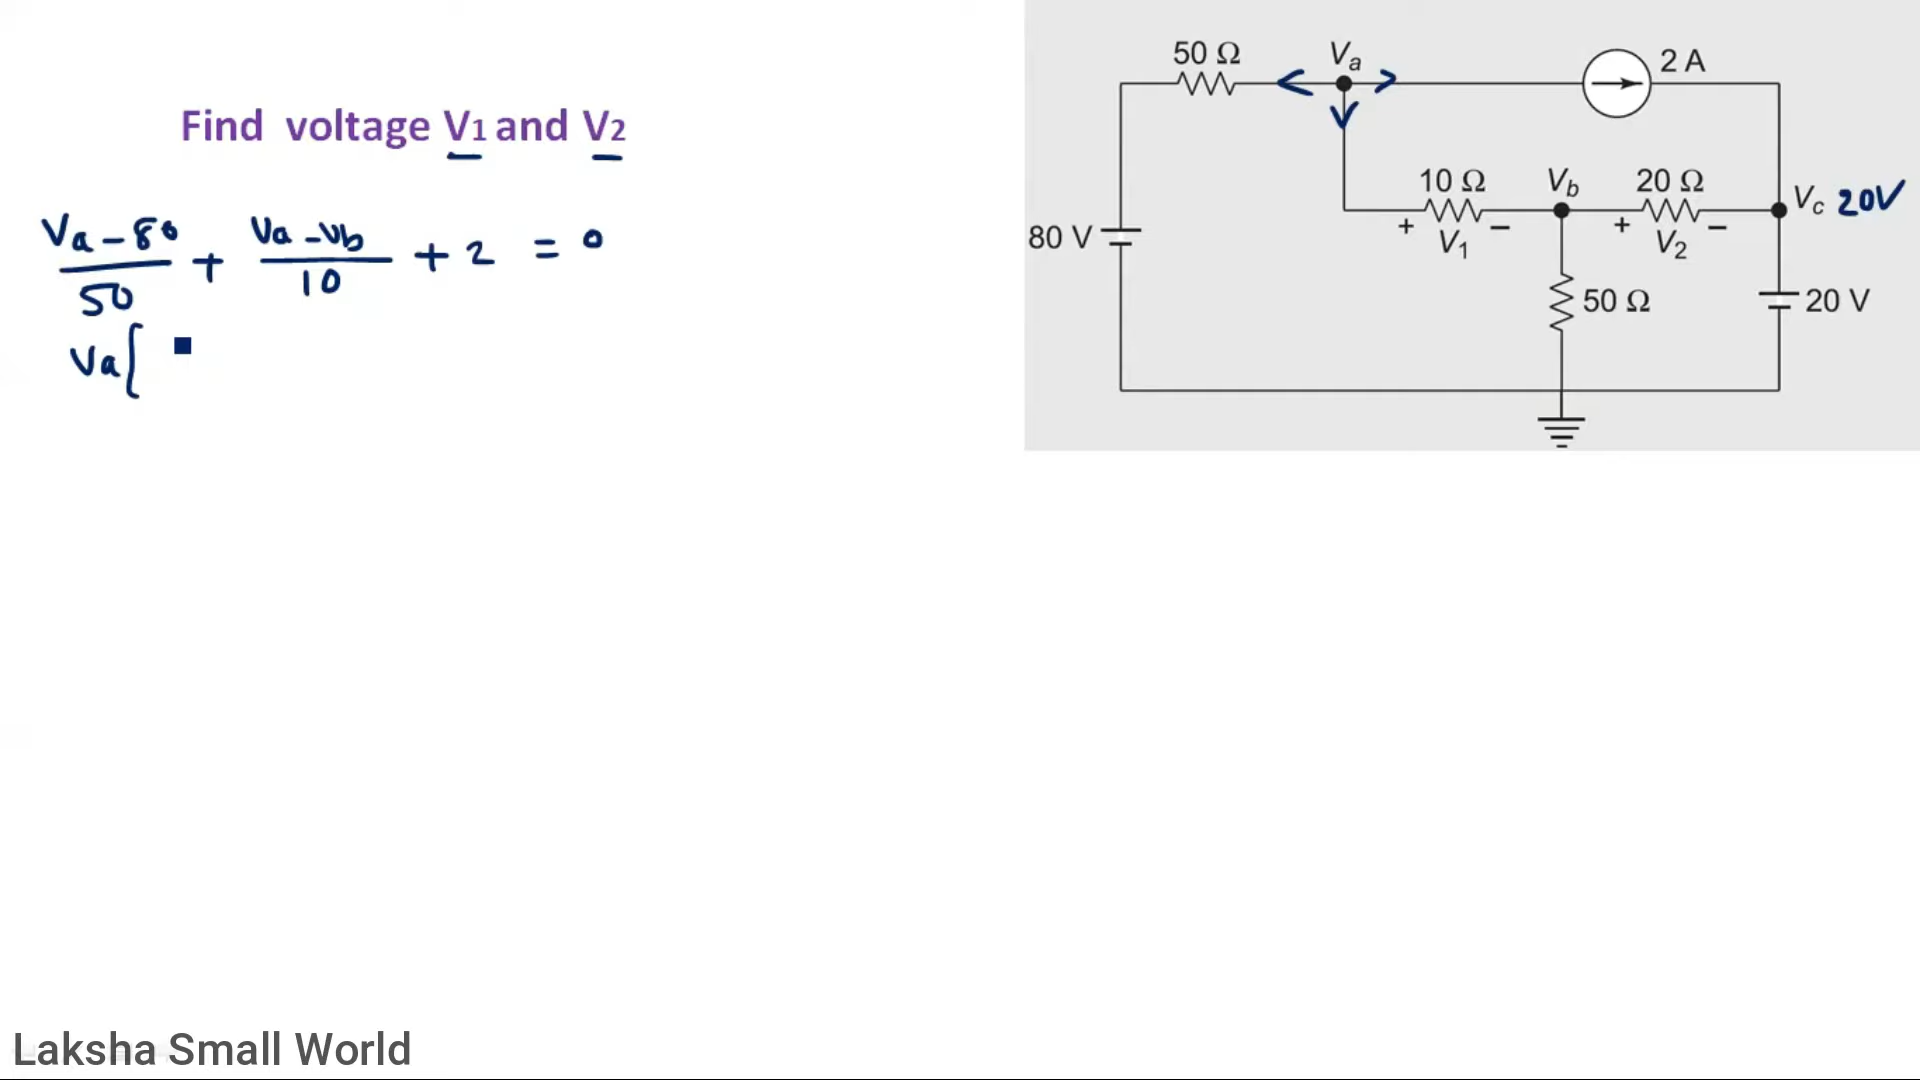 Find voltage V1 and V2
Va-80/50 + Va-Vb/10 + 2 = 0
Va[
50 Ω
Va
2 A
10 Ω
Vb
20 Ω
Vc 20V
+ V1 −
+ V2 −
80 V
50 Ω
20 V
Laksha Small World